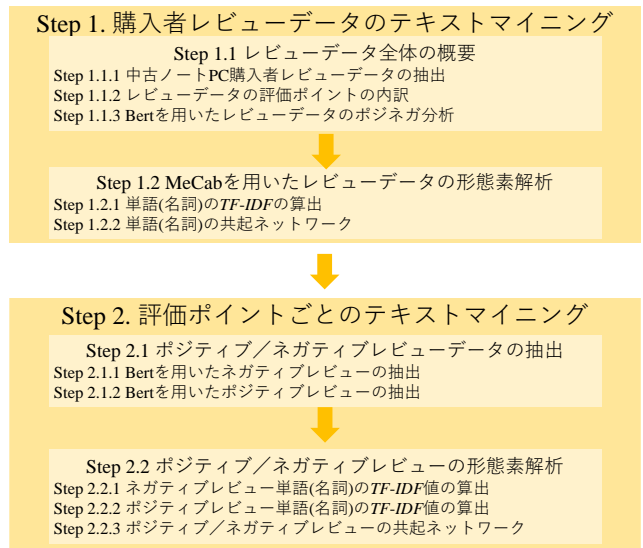 Step 1. 購入者レビューデータのテキストマイニング
Step 1.1 レビューデータ全体の概要
Step 1.1.1 中古ノートPC購入者レビューデータの抽出
Step 1.1.2 レビューデータの評価ポイントの内訳
Step 1.1.3 Bertを用いたレビューデータのポジネガ分析
Step 1.2 MeCabを用いたレビューデータの形態素解析
Step 1.2.1 単語(名詞)のTF-IDFの算出
Step 1.2.2 単語(名詞)の共起ネットワーク
Step 2. 評価ポイントごとのテキストマイニング
Step 2.1 ポジティブ／ネガティブレビューデータの抽出
Step 2.1.1 Bertを用いたネガティブレビューの抽出
Step 2.1.2 Bertを用いたポジティブレビューの抽出
Step 2.2 ポジティブ／ネガティブレビューの形態素解析
Step 2.2.1 ネガティブレビュー単語(名詞)のTF-IDF値の算出
Step 2.2.2 ポジティブレビュー単語(名詞)のTF-IDF値の算出
Step 2.2.3 ポジティブ／ネガティブレビューの共起ネットワーク